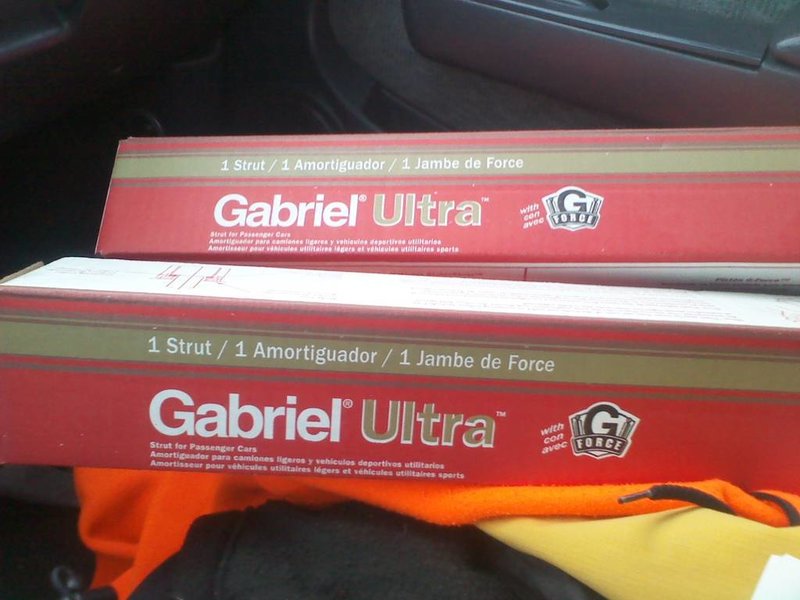 1 Strut / 1 Amortiguador / 1 Jambe de Force
Gabriel® Ultra™
with
con
avec
G
FORCE
Strut for Passenger Cars
Amortiguador para camiones ligeros y vehiculos deportivos utilitarios
Amortisseur pour véhicules utilitaires légers et véhicules utilitaires sports
1 Strut / 1 Amortiguador / 1 Jambe de Force
Gabriel® Ultra™
with
con
avec
G
FORCE
Strut for Passenger Cars
Amortiguador para camiones ligeros y vehiculos deportivos utilitarios
Amortisseur pour véhicules utilitaires légers et véhicules utilitaires sports